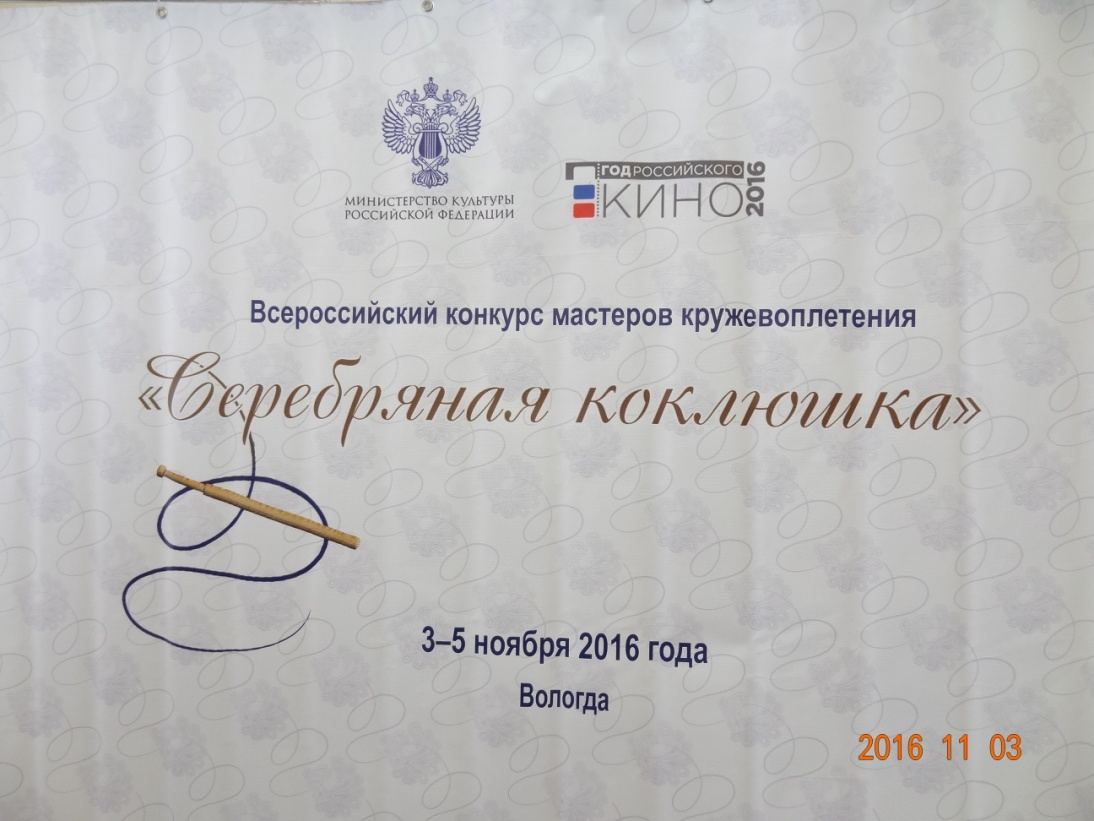 МИНИСТЕРСТВО КУЛЬТУРЫ
РОССИЙСКОЙ ФЕДЕРАЦИИ
ГОД РОССИЙСКОГО
КИНО
2016
Всероссийский конкурс мастеров кружевоплетения
«Серебряная коклюшка»
3–5 ноября 2016 года
Вологда
2016 11 03